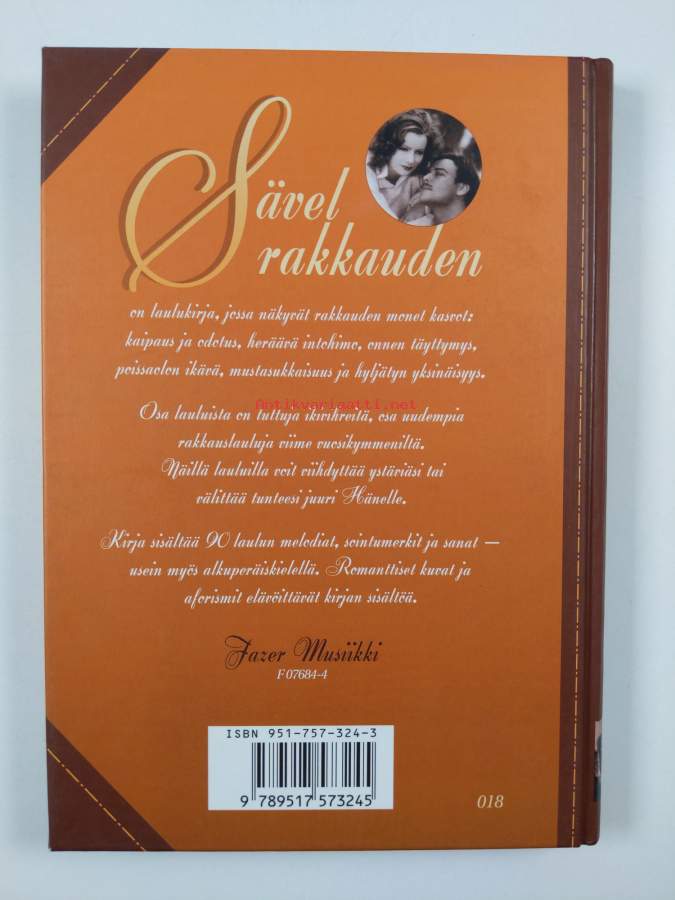 Sävel
rakkauden
on laulukirja, jossa näkyvät rakkauden monet kasvot:
kaipaus ja odotus, heräävä intohimo, onnen täyttymys,
poissaolon ikävä, mustasukkaisuus ja hyljätyn yksinäisyys.
Antikvariaatti.net
Osa lauluista on tuttuja ikivihreitä, osa uudempia
rakkauslauluja viime vuosikymmeniltä.
Näillä lauluilla voit viihdyttää ystäviäsi tai
välittää tunteesi juuri Hänelle.
Kirja sisältää 90 laulun melodiat, sointumerkit ja sanat —
usein myös alkuperäiskielellä. Romanttiset kuvat ja
aforismit elävöittävät kirjan sisältöä.
Fazer Musiikki
F 07684-4
ISBN 951-757-324-3
9 789517 573245
018